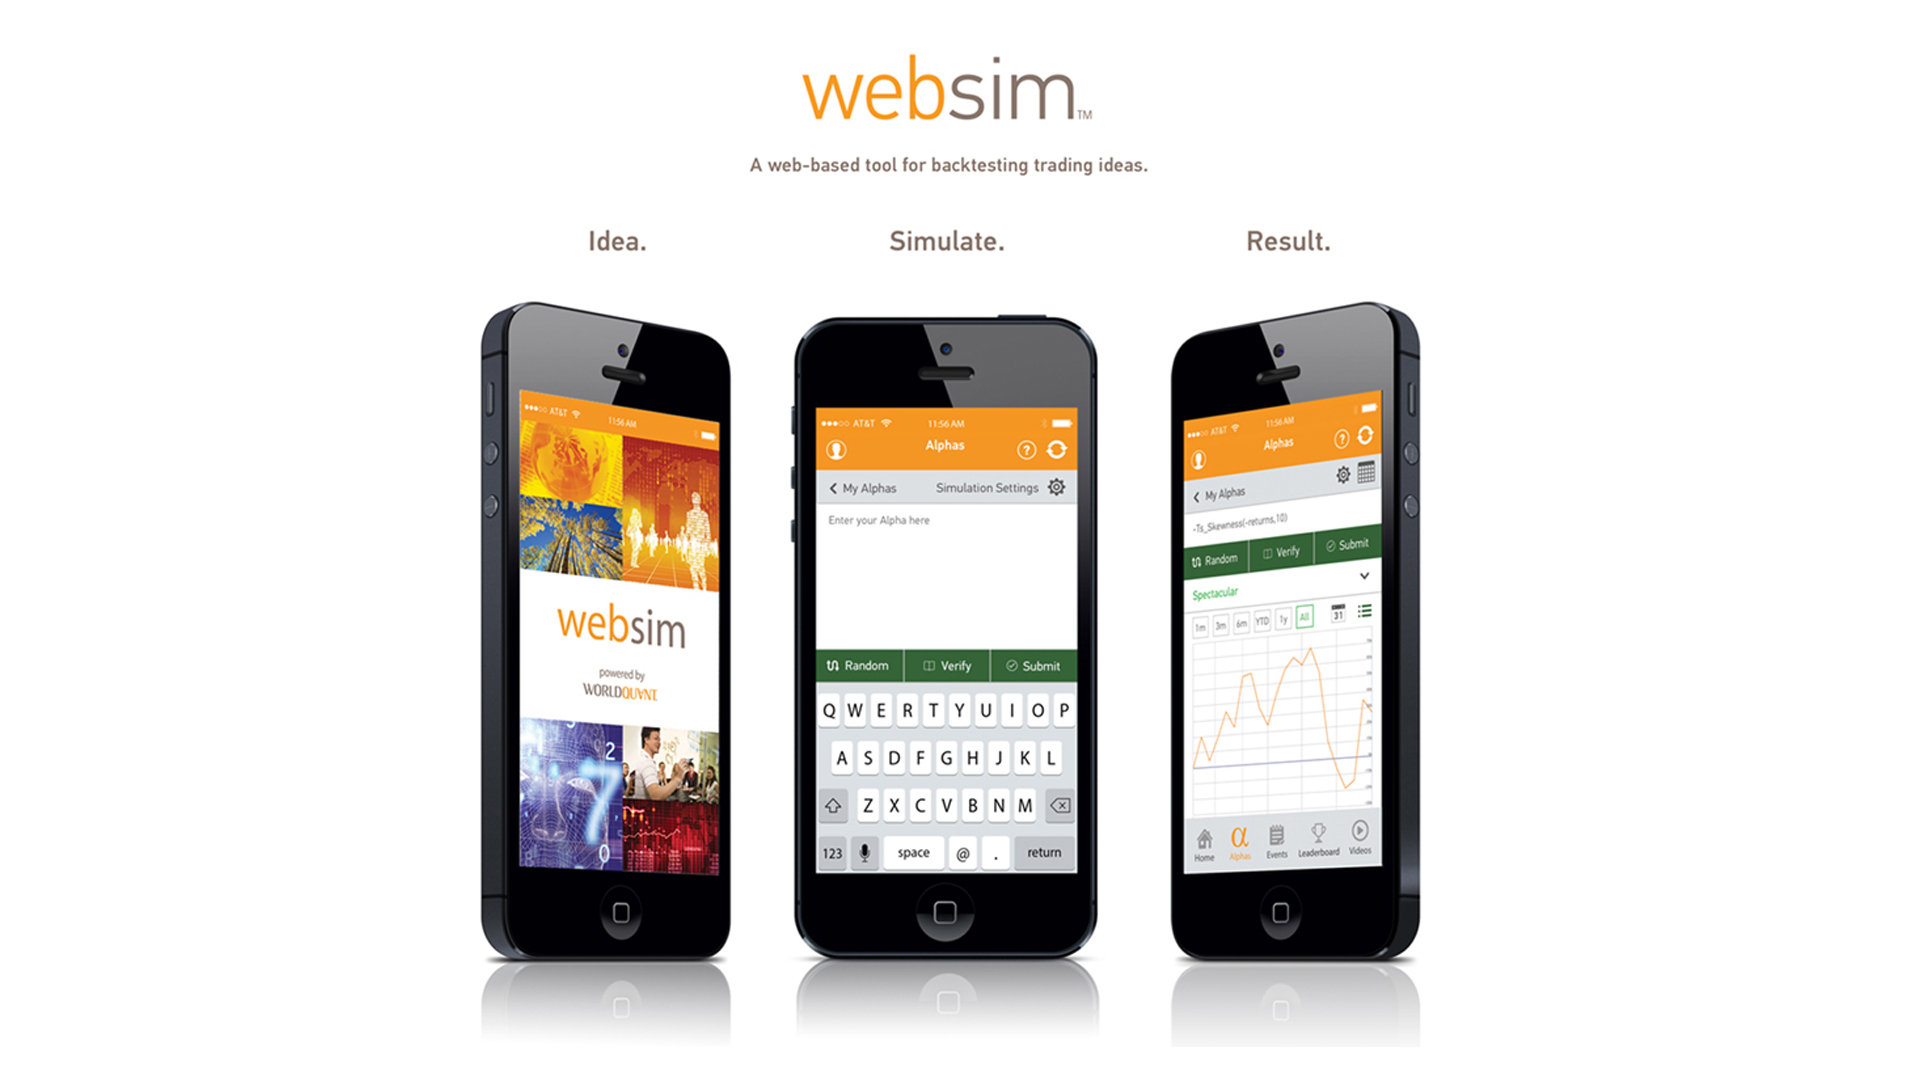 websim™
A web-based tool for backtesting trading ideas.
Idea.
Simulate.
Result.
AT&T
11:56 AM
websim
powered by
WORLDQUANT
2
7
0
AT&T 11:56 AM
Alphas
?
My Alphas Simulation Settings
Enter your Alpha here
Random Verify Submit
Q W E R T Y U I O P
A S D F G H J K L
Z X C V B N M
123 space @ . return
AT&T 11:56 AM
Alphas
?
My Alphas
-Ts_Skewness(-returns,10)
Random Verify Submit
Spectacular
1m 3m 6m YTD 1y All 31
α
Home Alphas Events Leaderboard Videos